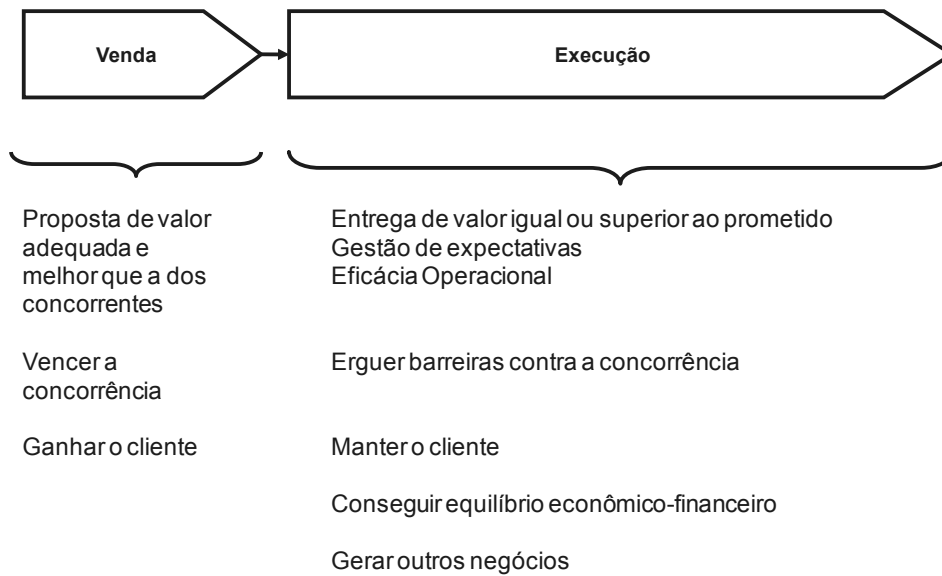 Venda
Execução
Proposta de valor
adequada e
melhor que a dos
concorrentes
Vencer a
concorrência
Ganhar o cliente
Entrega de valor igual ou superior ao prometido
Gestão de expectativas
Eficácia Operacional
Erguer barreiras contra a concorrência
Manter o cliente
Conseguir equilíbrio econômico-financeiro
Gerar outros negócios